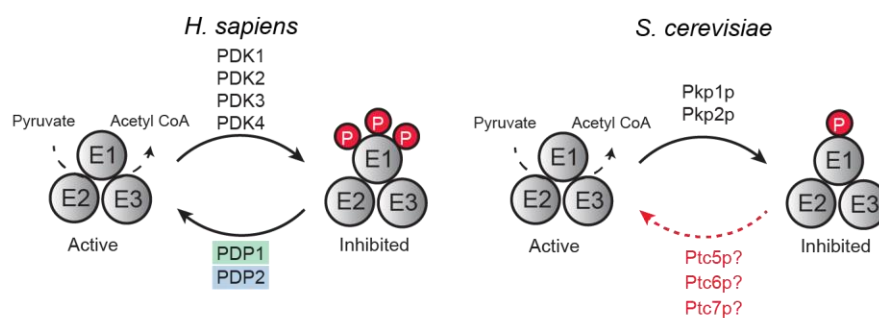 H. sapiens
PDK1
PDK2
PDK3
PDK4
Pyruvate
Acetyl CoA
E1
E2
E3
Active
P
P
P
E1
E2
E3
Inhibited
PDP1
PDP2
S. cerevisiae
Pkp1p
Pkp2p
Pyruvate
Acetyl CoA
E1
E2
E3
Active
P
E1
E2
E3
Inhibited
Ptc5p?
Ptc6p?
Ptc7p?